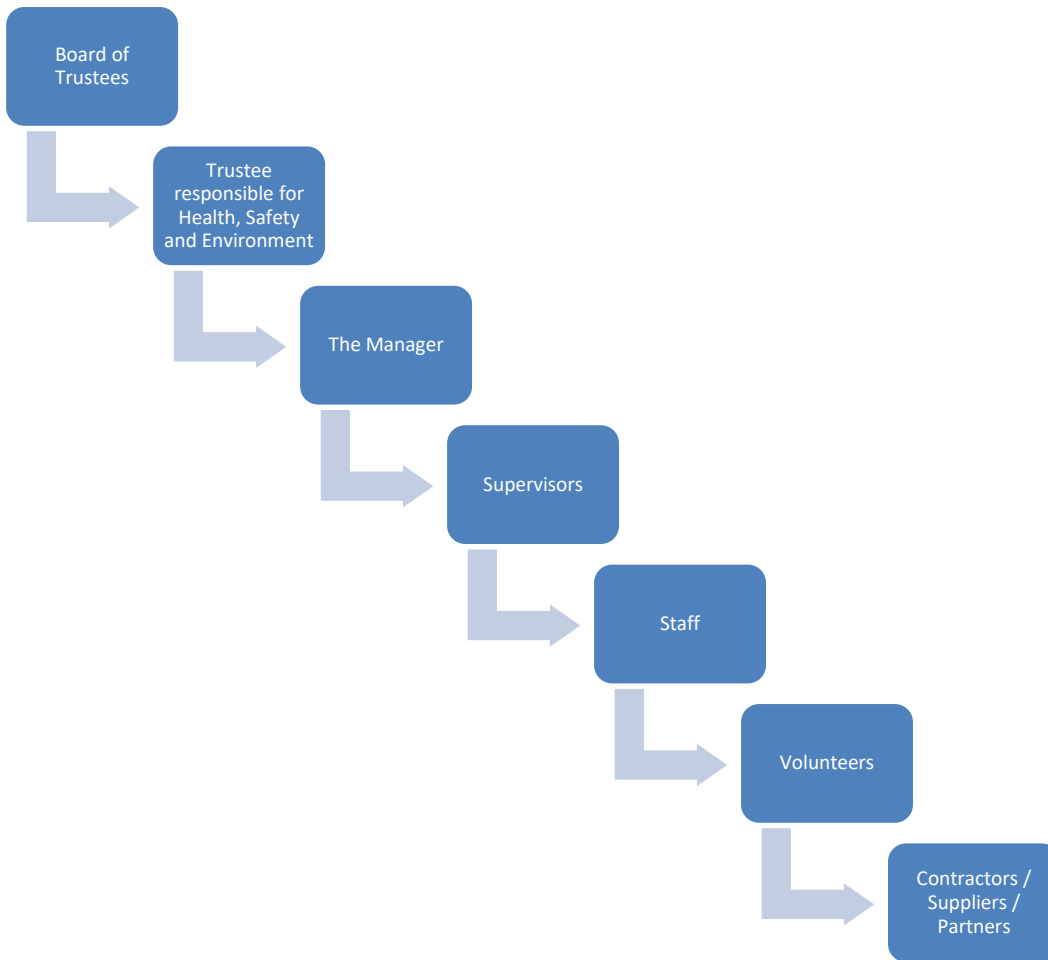 Board of
Trustees
Trustee
responsible for
Health, Safety
and Environment
The Manager
Supervisors
Staff
Volunteers
Contractors /
Suppliers /
Partners